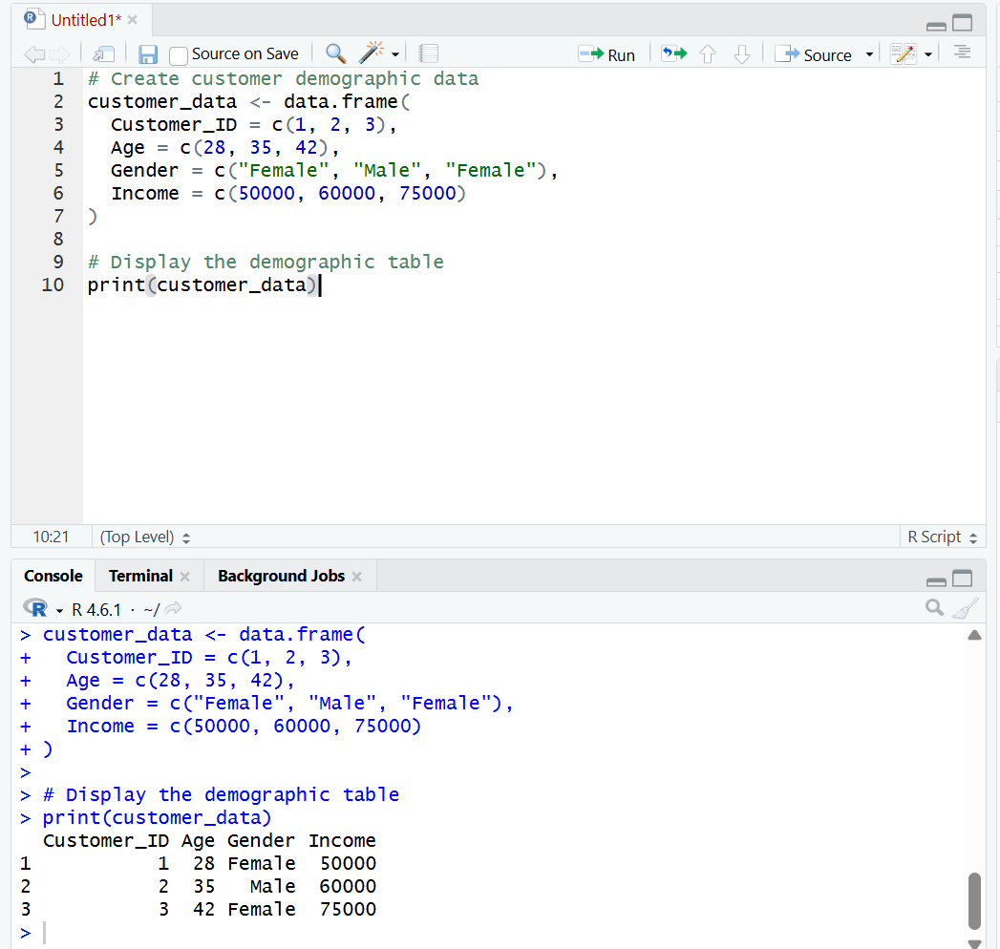 Untitled1*
Source on Save Run Source
1 # Create customer demographic data
2 customer_data <- data.frame(
3   Customer_ID = c(1, 2, 3),
4   Age = c(28, 35, 42),
5   Gender = c("Female", "Male", "Female"),
6   Income = c(50000, 60000, 75000)
7 )
8
9 # Display the demographic table
10 print(customer_data)
10:21 (Top Level) R Script
Console Terminal Background Jobs
R R 4.6.1 · ~/
> customer_data <- data.frame(
+   Customer_ID = c(1, 2, 3),
+   Age = c(28, 35, 42),
+   Gender = c("Female", "Male", "Female"),
+   Income = c(50000, 60000, 75000)
+ )
>
> # Display the demographic table
> print(customer_data)
  Customer_ID Age Gender Income
1           1  28 Female  50000
2           2  35   Male  60000
3           3  42 Female  75000
>